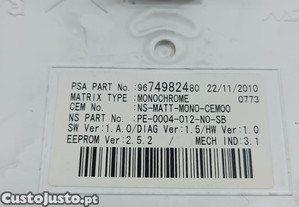 PSA PART No.:9674982480 22/11/2010
MATRIX TYPE :MONOCHROME 0773
CEM No. :NS-MATT-MONO-CEM00
NS PART No. :PE-0004-012-NO-SB
SW Ver:1.A.0/DIAG Ver:1.5/HW Ver:1.0
EEPROM Ver:2.5.2 / MECH IND:3.1
CustoJusto.pt